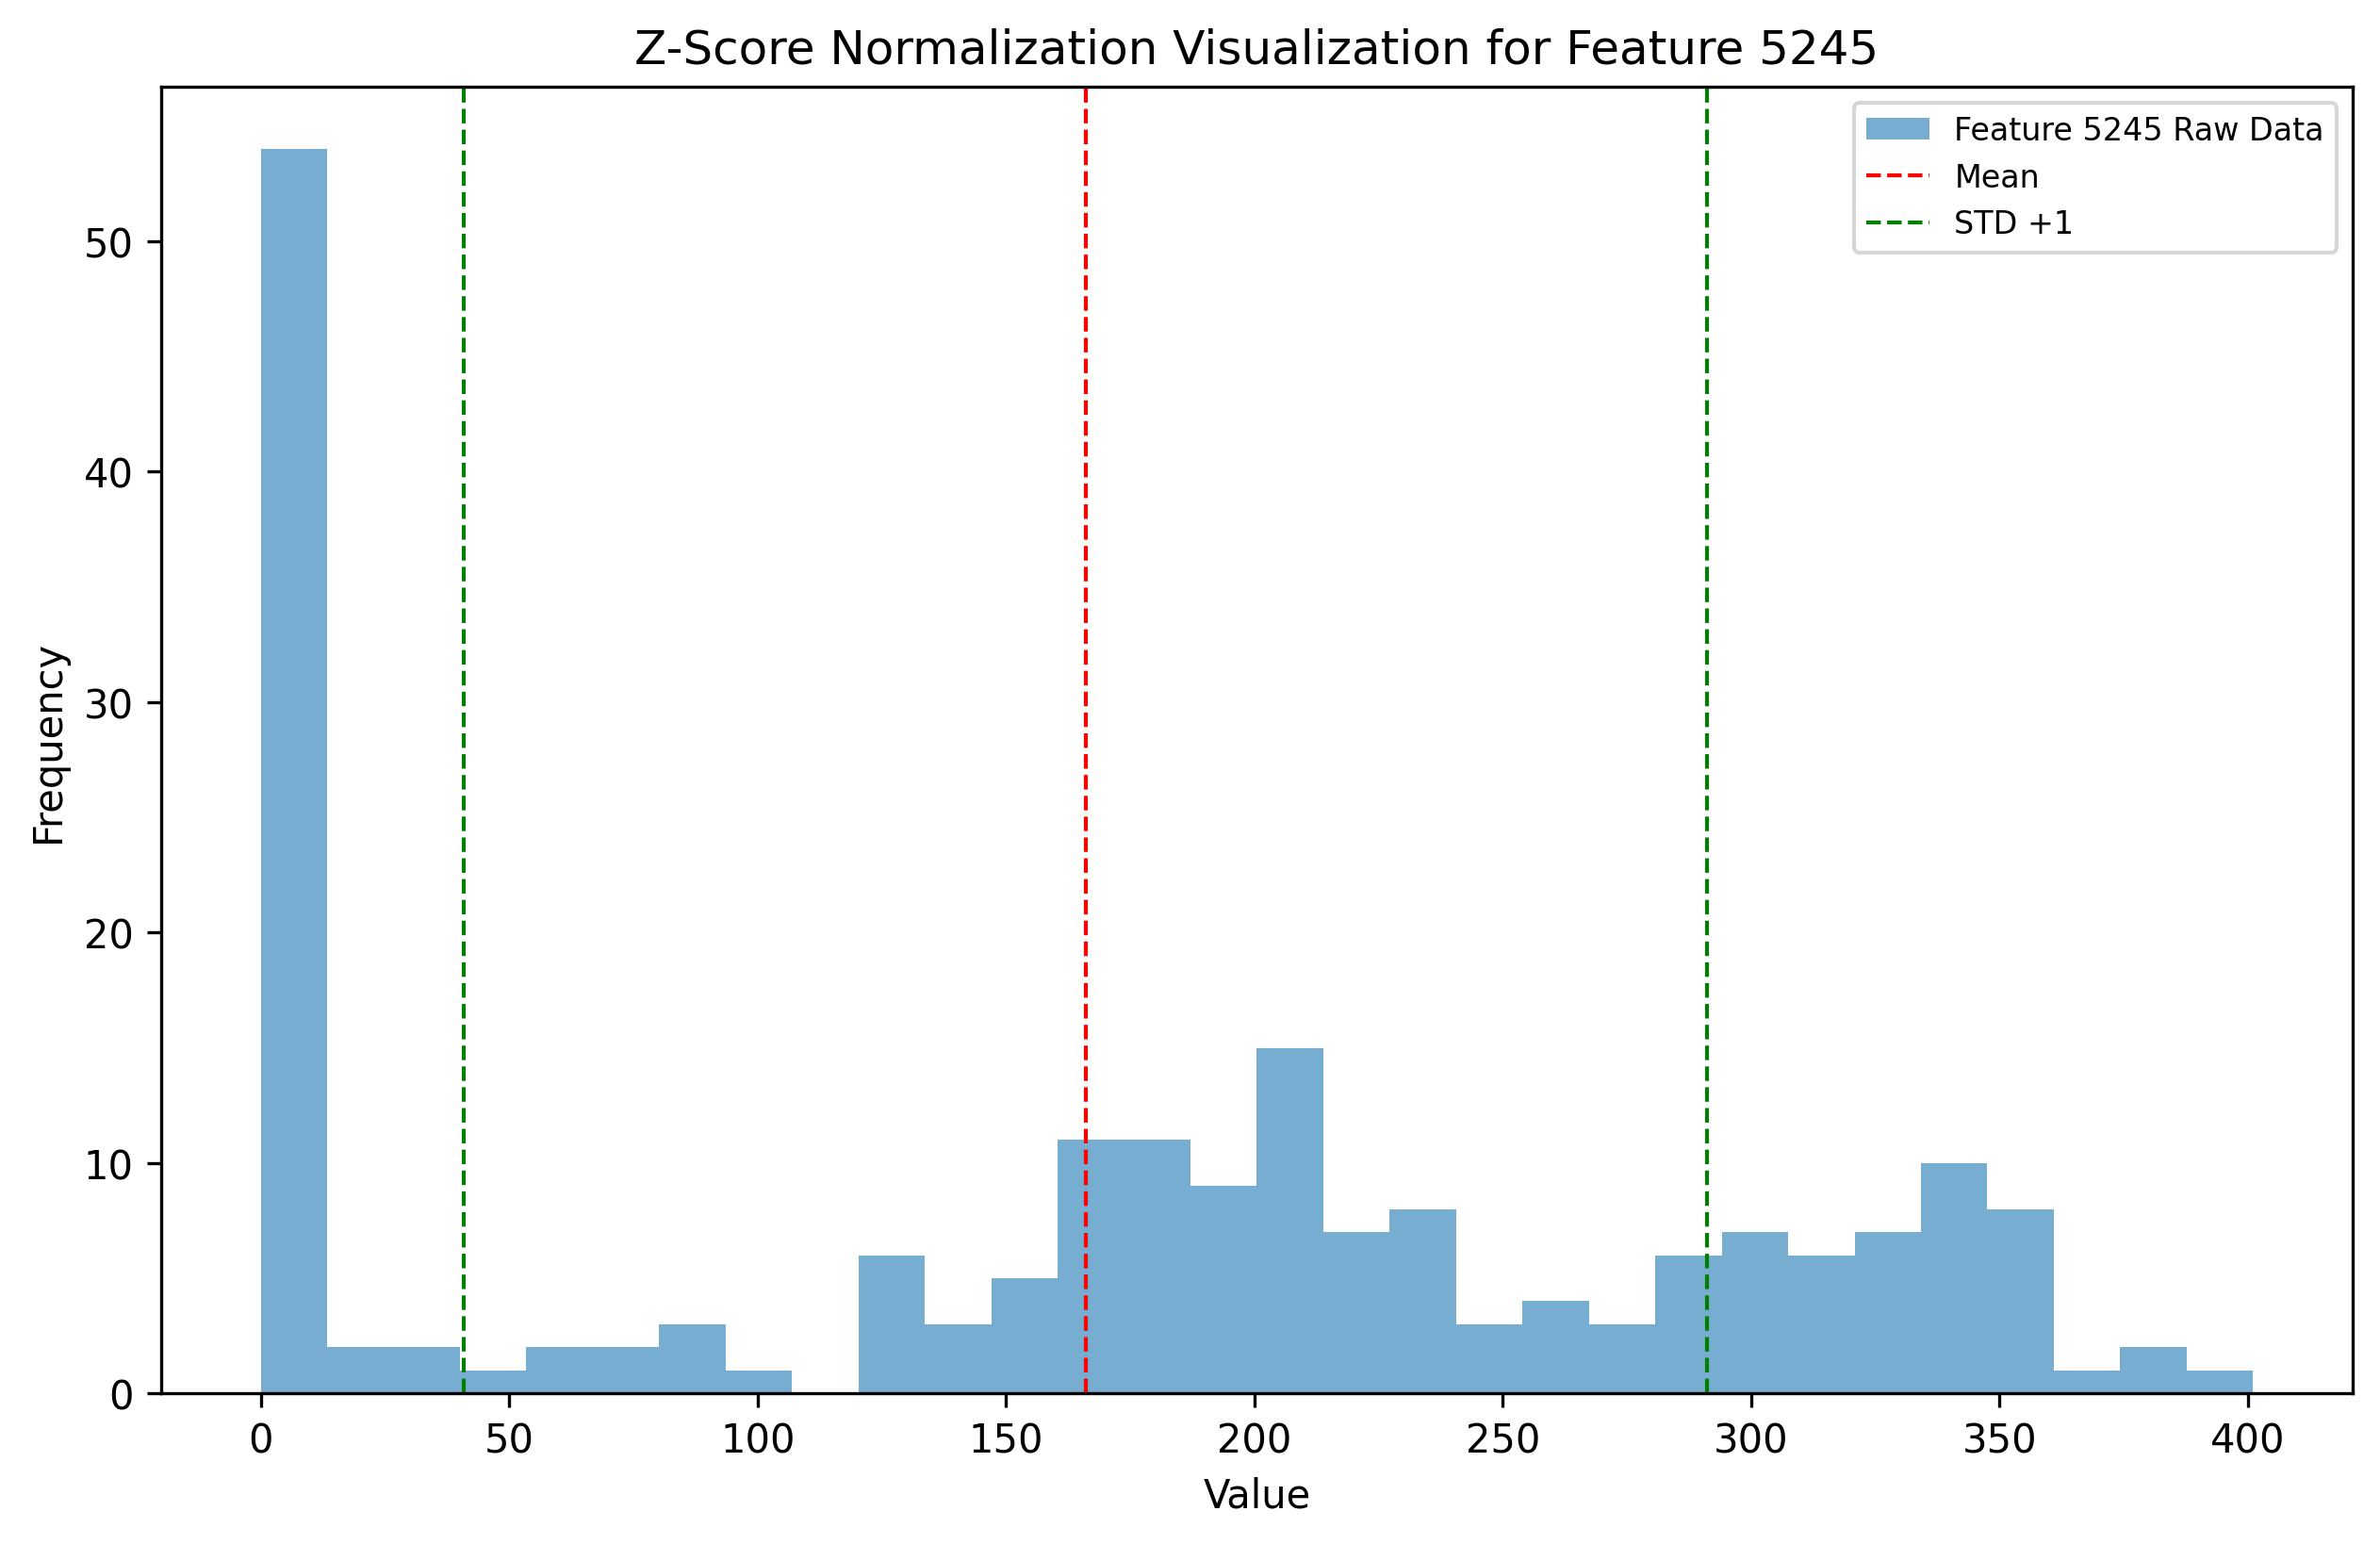 Z-Score Normalization Visualization for Feature 5245
Feature 5245 Raw Data
Mean
STD +1
50
40
30
20
10
0
Frequency
0 50 100 150 200 250 300 350 400
Value